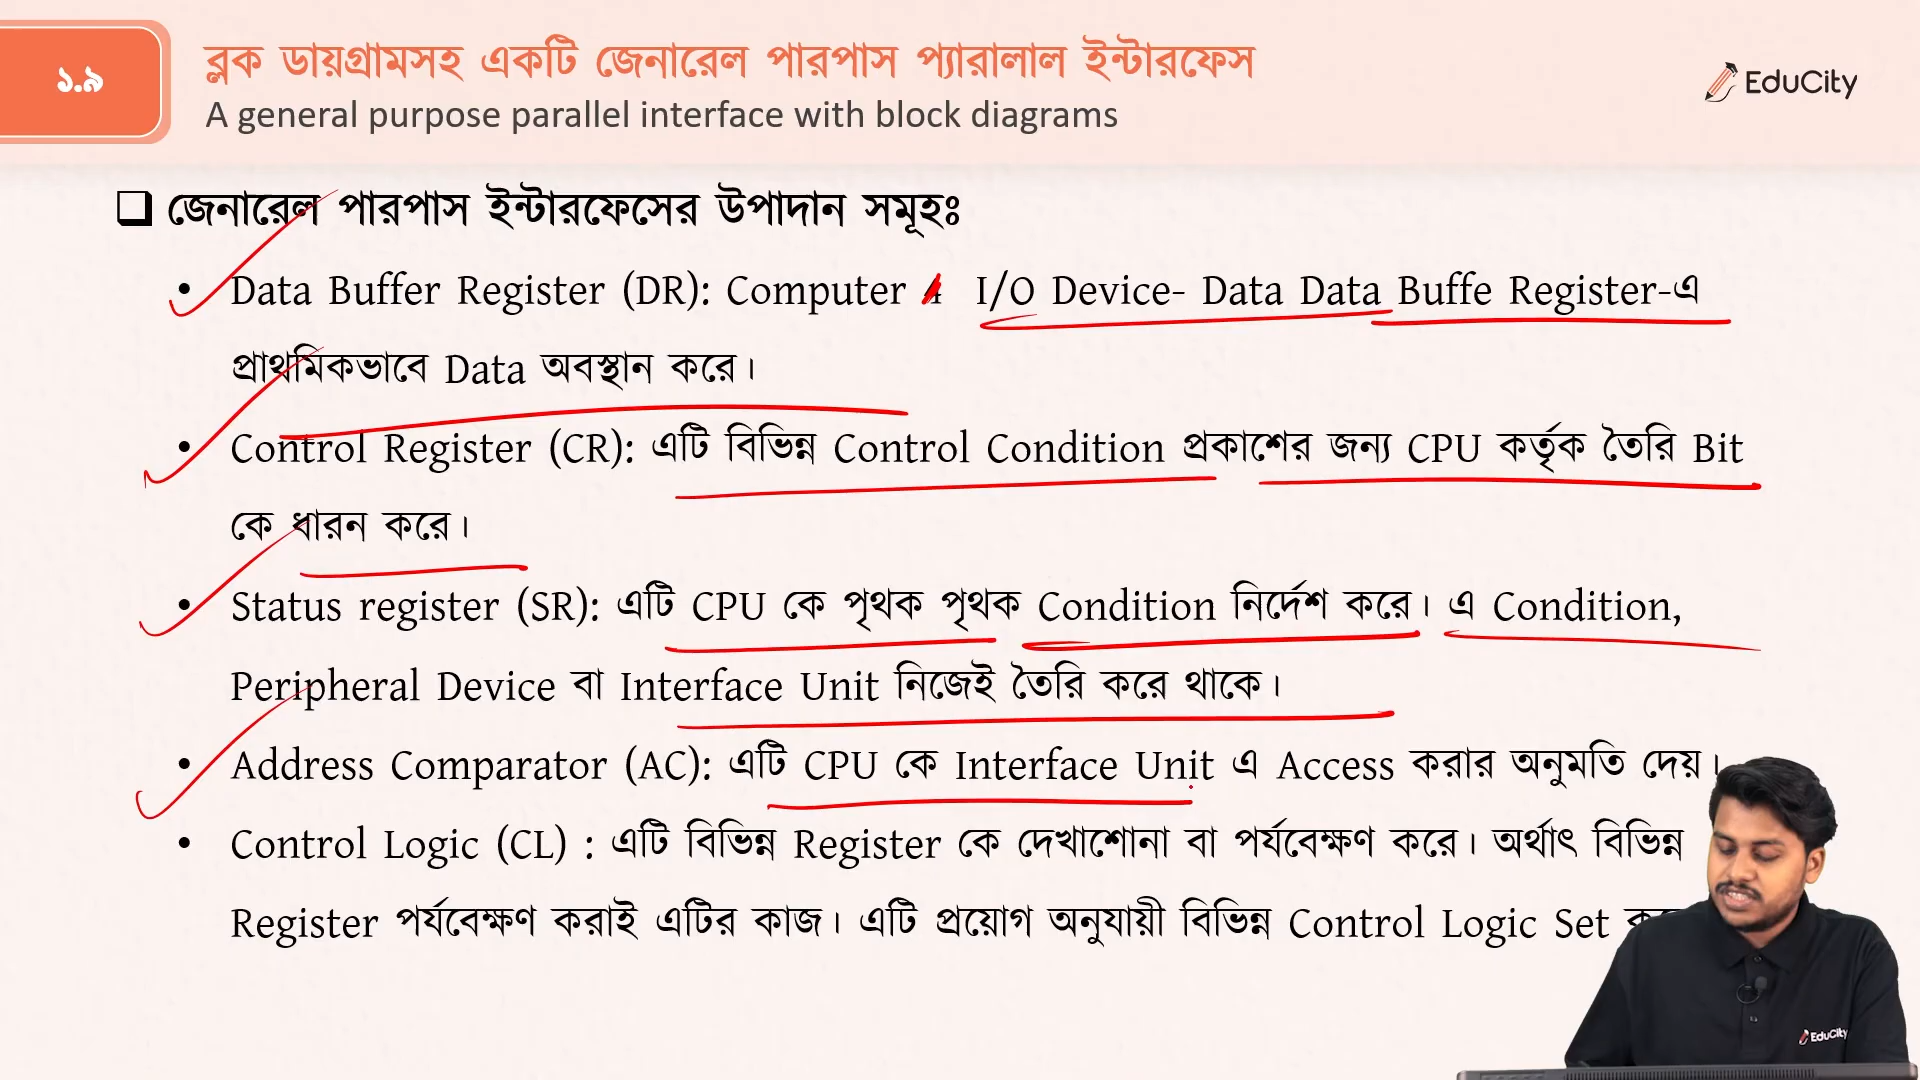 ১.৯
ব্লক ডায়গ্রামসহ একটি জেনারেল পারপাস প্যারালাল ইন্টারফেস
A general purpose parallel interface with block diagrams
EduCity
জেনারেল পারপাস ইন্টারফেসের উপাদান সমূহঃ
• Data Buffer Register (DR): Computer I/O Device- Data Data Buffe Register-এ
প্রাথমিকভাবে Data অবস্থান করে।
• Control Register (CR): এটি বিভিন্ন Control Condition প্রকাশের জন্য CPU কর্তৃক তৈরি Bit
কে ধারন করে।
• Status register (SR): এটি CPU কে পৃথক পৃথক Condition নির্দেশ করে। এ Condition,
Peripheral Device বা Interface Unit নিজেই তৈরি করে থাকে।
• Address Comparator (AC): এটি CPU কে Interface Unit এ Access করার অনুমতি দেয়।
• Control Logic (CL) : এটি বিভিন্ন Register কে দেখাশোনা বা পর্যবেক্ষণ করে। অর্থাৎ বিভিন্ন
Register পর্যবেক্ষণ করাই এটির কাজ। এটি প্রয়োগ অনুযায়ী বিভিন্ন Control Logic Set
EduCity